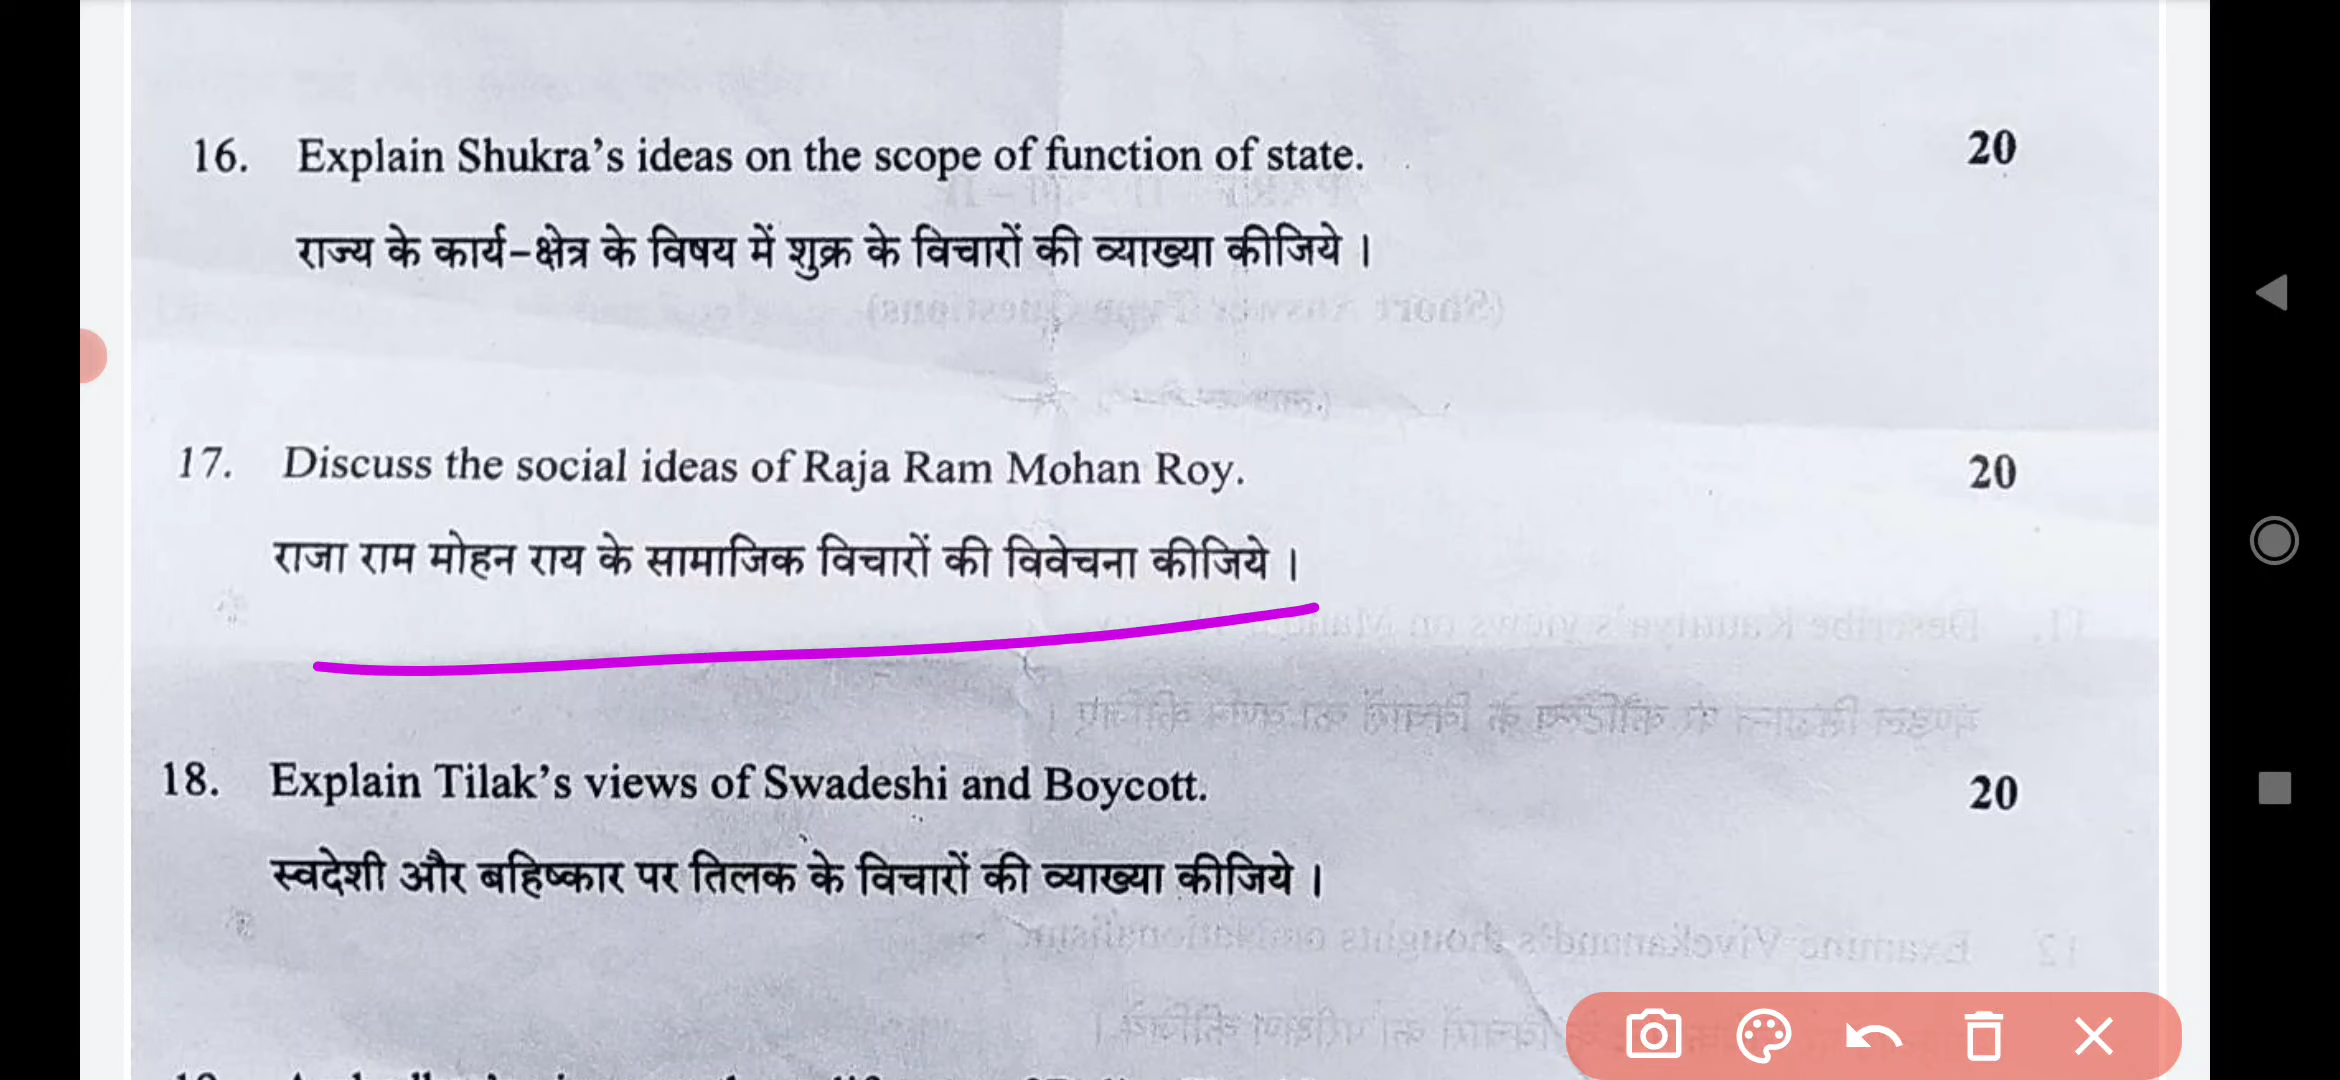 16. Explain Shukra's ideas on the scope of function of state. 20
राज्य के कार्य-क्षेत्र के विषय में शुक्र के विचारों की व्याख्या कीजिये ।
17. Discuss the social ideas of Raja Ram Mohan Roy. 20
राजा राम मोहन राय के सामाजिक विचारों की विवेचना कीजिये ।
18. Explain Tilak's views of Swadeshi and Boycott. 20
स्वदेशी और बहिष्कार पर तिलक के विचारों की व्याख्या कीजिये ।